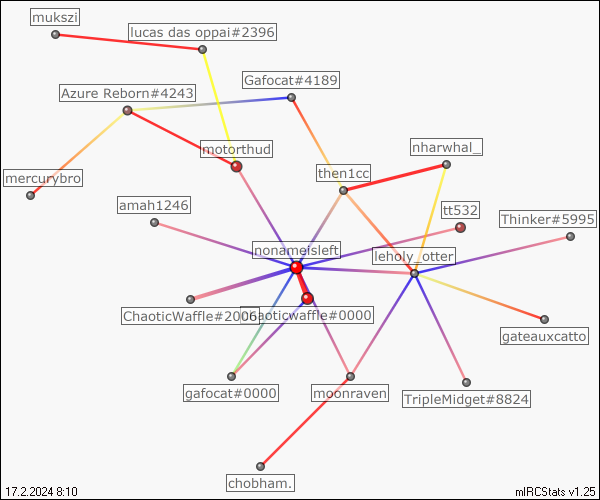 mukszi
lucas das oppai#2396
Gafocat#4189
Azure Reborn#4243
motorthud
nharwhal_
then1cc
mercurybro
amah1246
tt532
Thinker#5995
nonameisleft
leholy_otter
ChaoticWaffle#2006
chaoticwaffle#0000
gateauxcatto
gafocat#0000
moonraven
TripleMidget#8824
chobham.
17.2.2024 8:10
mIRCStats v1.25